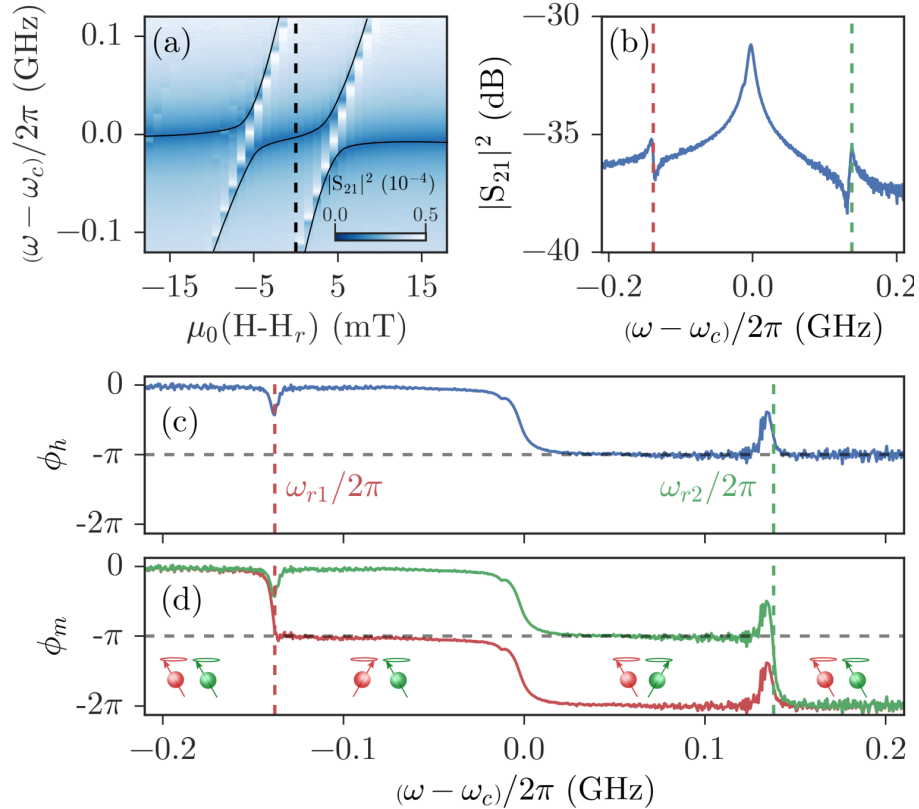 (a)
(ω − ω_c)/2π (GHz)
0.1
0.0
−0.1
|S₂₁|² (10⁻⁴)
0.0 0.5
−15 −5 5 15
μ₀(H-H_r) (mT)
(b)
|S₂₁|² (dB)
−30
−35
−40
−0.2 0.0 0.2
(ω − ω_c)/2π (GHz)
(c)
ϕ_h
0
-π
-2π
ω_r1/2π
ω_r2/2π
(d)
ϕ_m
0
-π
-2π
−0.2 −0.1 0.0 0.1 0.2
(ω − ω_c)/2π (GHz)